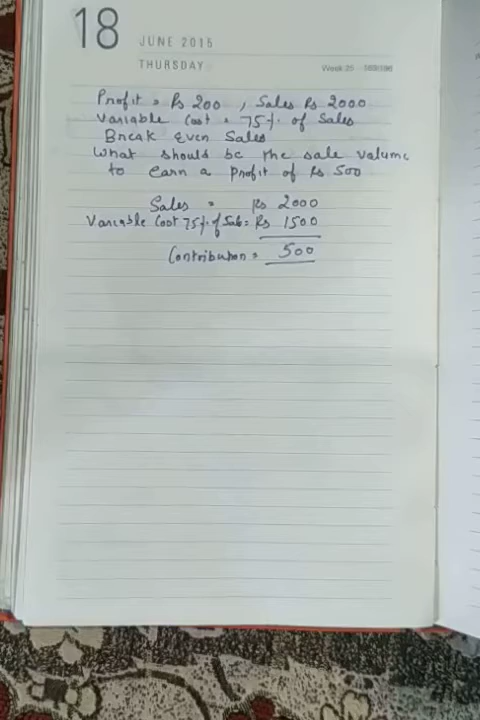 18
JUNE 2015
THURSDAY
Week 25
Profit = Rs 200 , Sales Rs 2000
Variable Cost = 75% of Sales
Break Even Sales
What should be the sale volume
to earn a profit of Rs 500
Sales = Rs 2000
Variable Cost 75% of Sale = Rs 1500
Contribution = 500